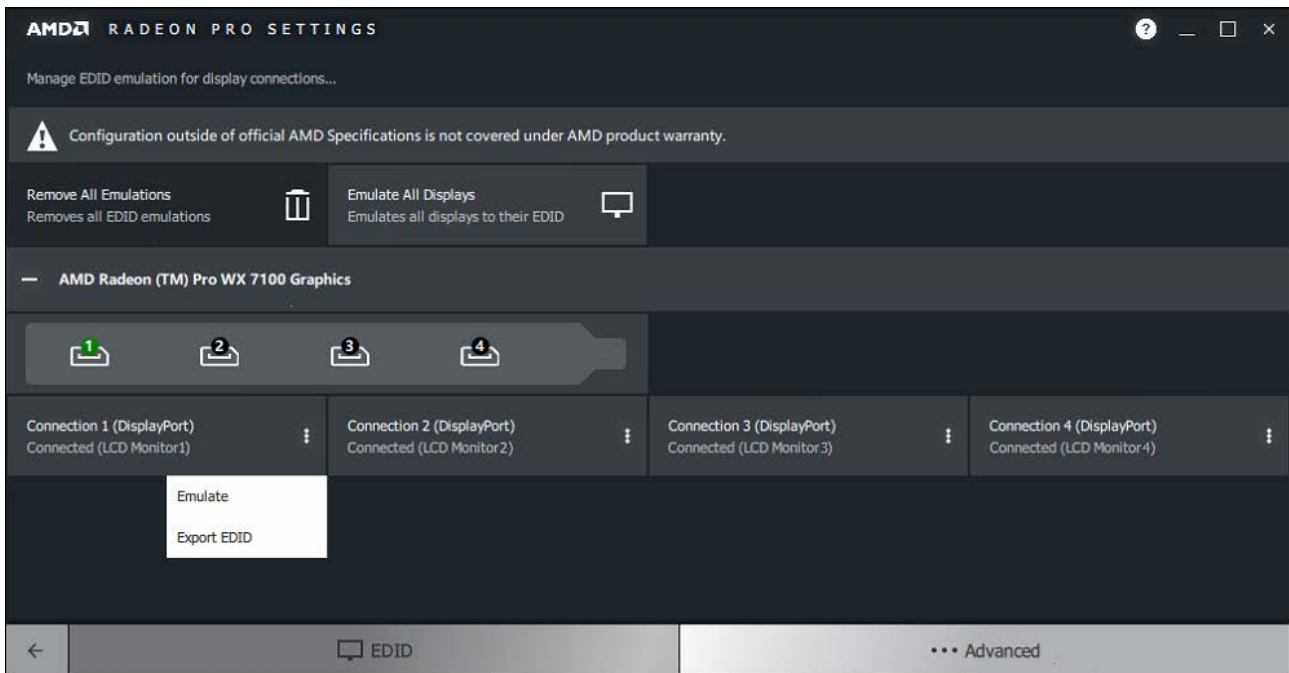 AMD RADEON PRO SETTINGS
?
Manage EDID emulation for display connections...
Configuration outside of official AMD Specifications is not covered under AMD product warranty.
Remove All Emulations
Removes all EDID emulations
Emulate All Displays
Emulates all displays to their EDID
AMD Radeon (TM) Pro WX 7100 Graphics
1 2 3 4
Connection 1 (DisplayPort)
Connected (LCD Monitor1)
Connection 2 (DisplayPort)
Connected (LCD Monitor2)
Connection 3 (DisplayPort)
Connected (LCD Monitor3)
Connection 4 (DisplayPort)
Connected (LCD Monitor4)
Emulate
Export EDID
EDID
Advanced